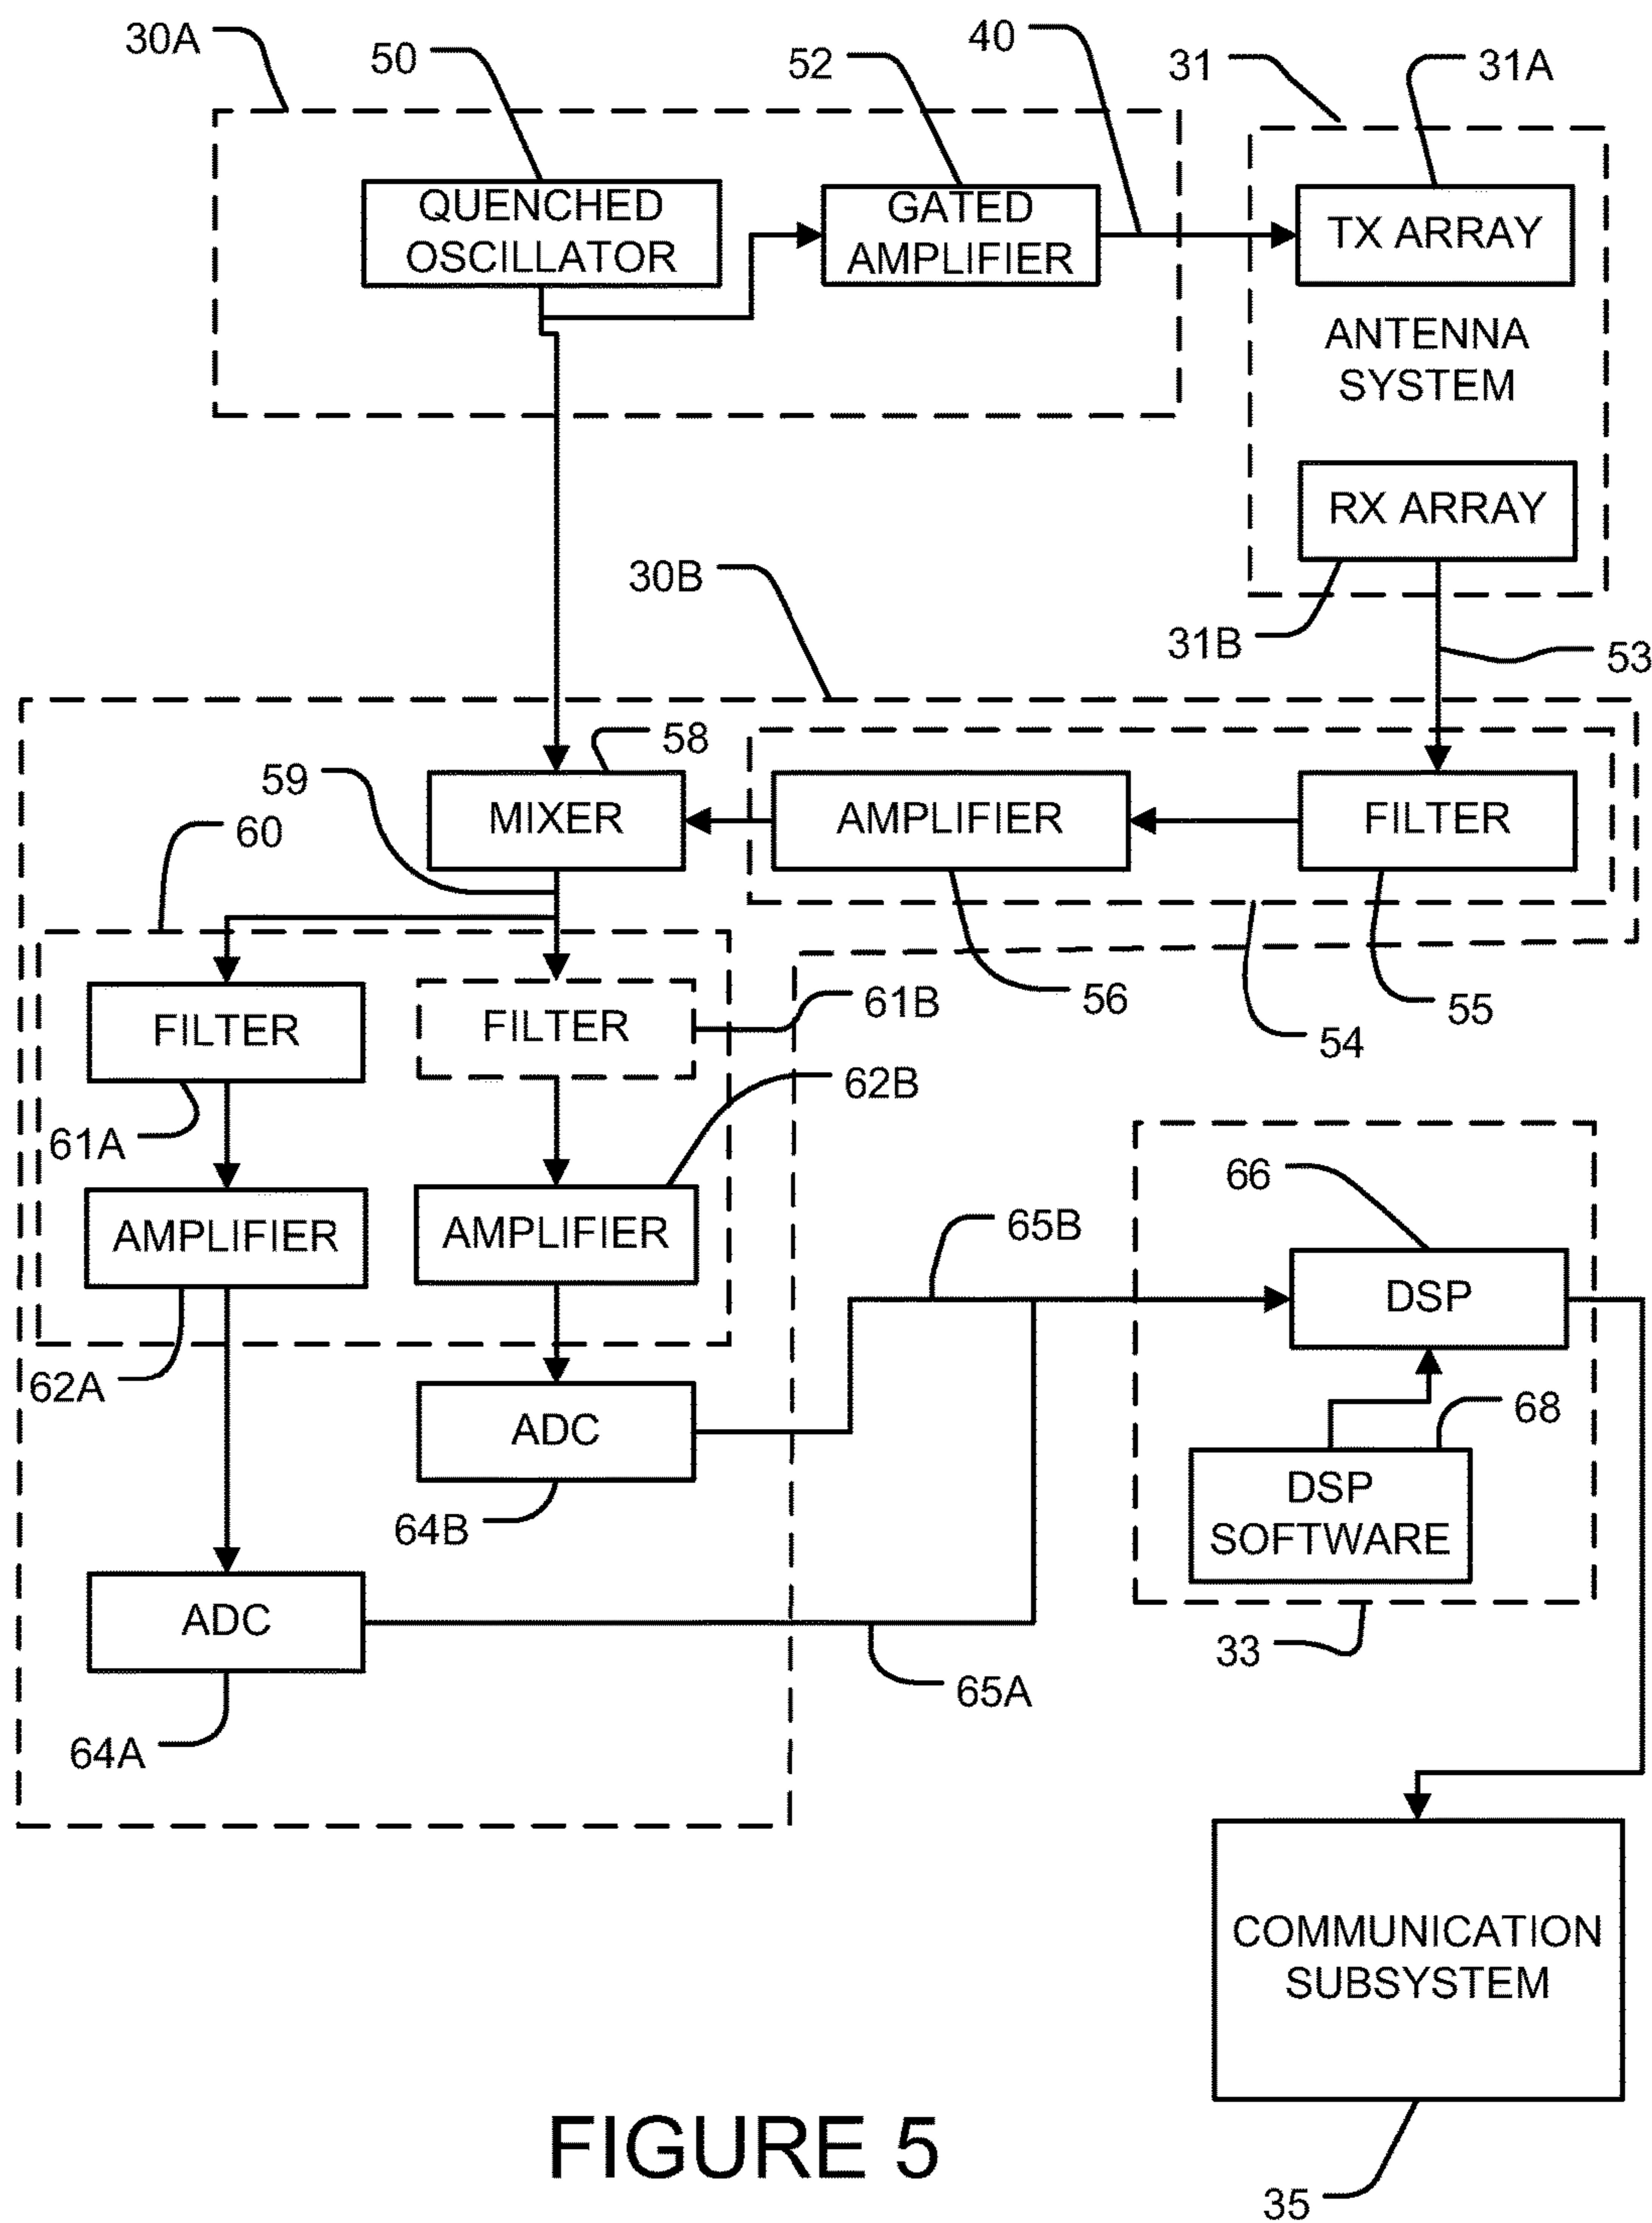 30A
50
52
40
31
31A
QUENCHED
OSCILLATOR
GATED
AMPLIFIER
TX ARRAY
ANTENNA
SYSTEM
RX ARRAY
30B
31B
53
58
59
60
MIXER
AMPLIFIER
FILTER
FILTER
FILTER
61B
56
55
54
61A
62B
AMPLIFIER
AMPLIFIER
65B
66
DSP
62A
ADC
68
DSP
SOFTWARE
64B
ADC
33
65A
64A
COMMUNICATION
SUBSYSTEM
FIGURE 5
35